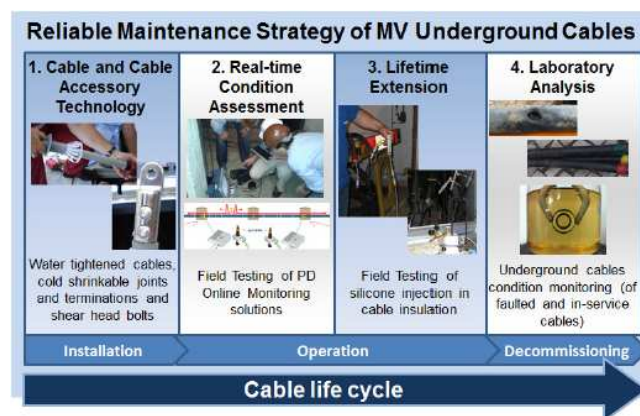 Reliable Maintenance Strategy of MV Underground Cables
1. Cable and Cable
Accessory
Technology
Water tightened cables,
cold shrinkable joints
and terminations and
shear head bolts
2. Real-time
Condition
Assessment
Field Testing of PD
Online Monitoring
solutions
3. Lifetime
Extension
Field Testing of
silicone injection in
cable insulation
4. Laboratory
Analysis
Underground cables
condition monitoring (of
faulted and in-service
cables)
Installation
Operation
Decommissioning
Cable life cycle